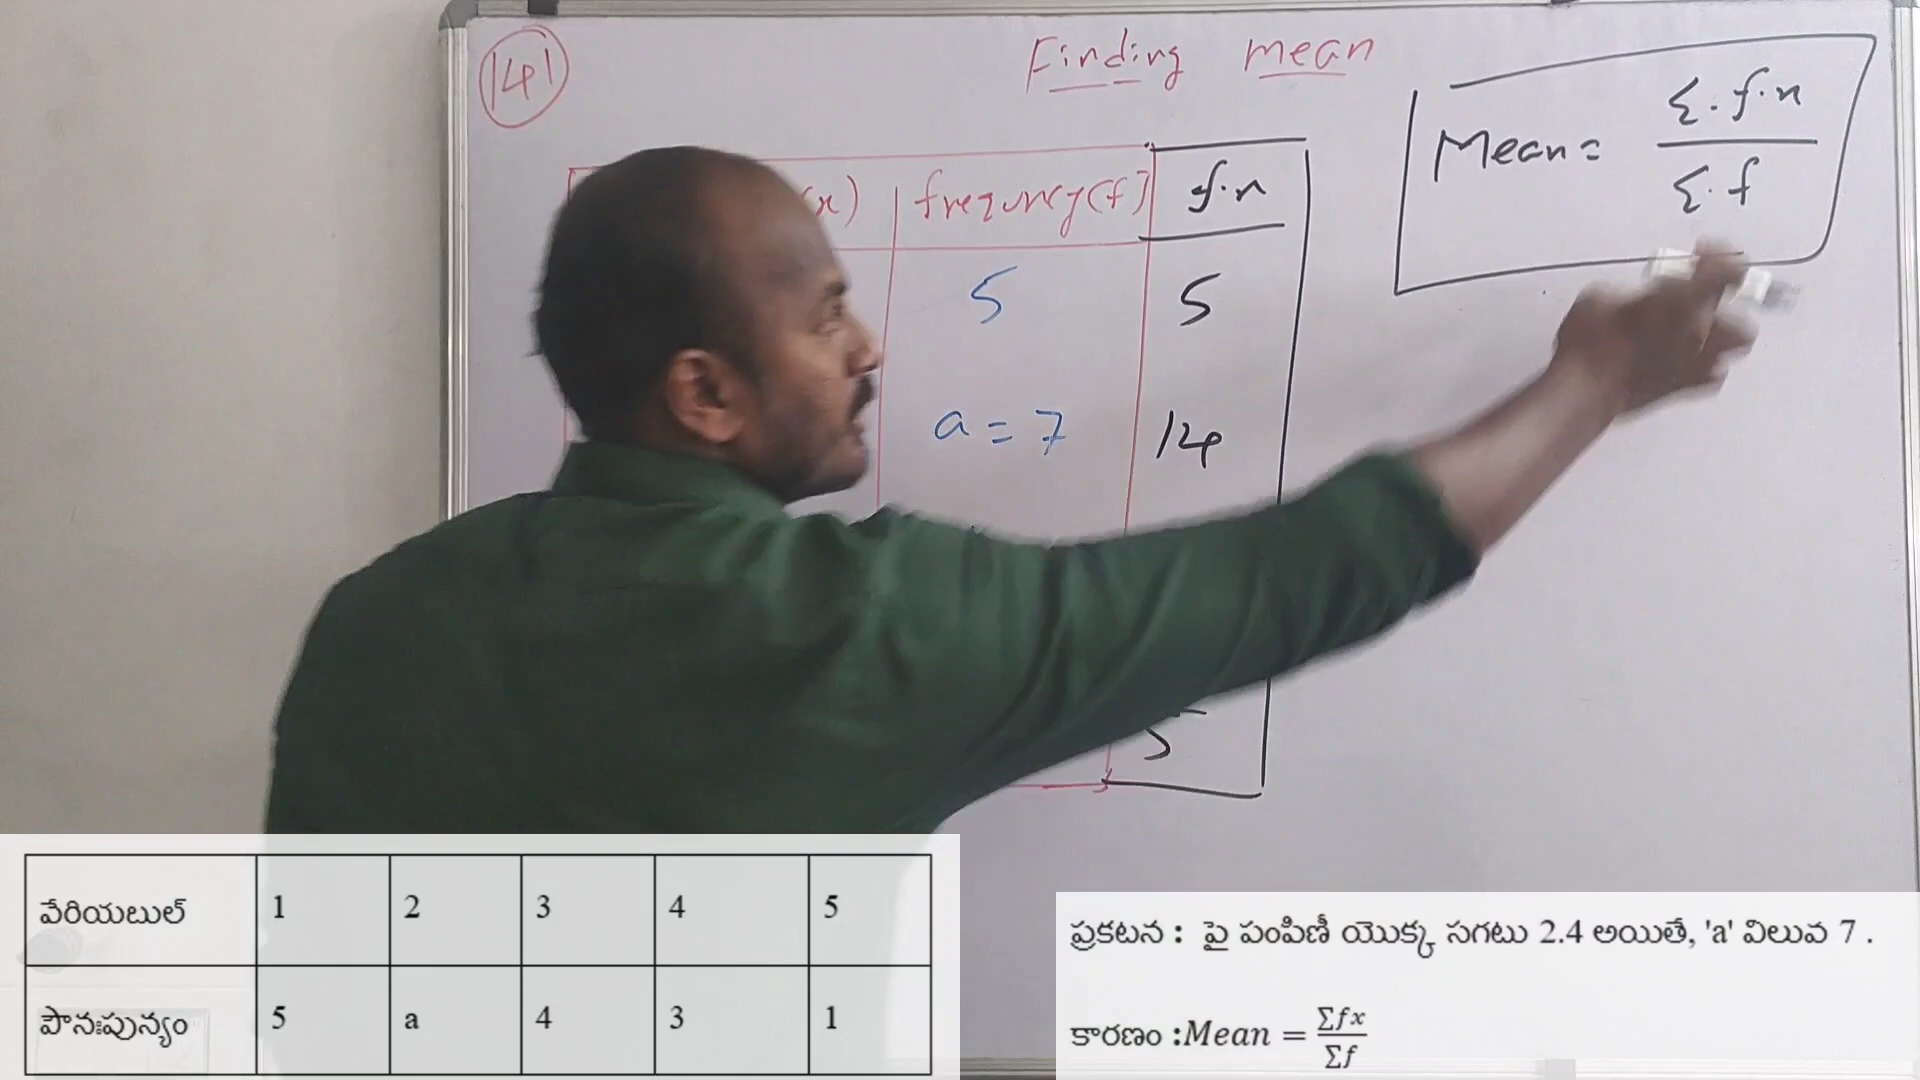 141
Finding mean
Mean = Σ.f.x
Σ.f
(x) frequncy(f) f.x
5 5
a = 7 14
5
వేరియబుల్ 1 2 3 4 5
పౌనఃపున్యం 5 a 4 3 1
ప్రకటన : పై పంపిణీ యొక్క సగటు 2.4 అయితే, 'a' విలువ 7 .
కారణం :Mean = Σfx
Σf